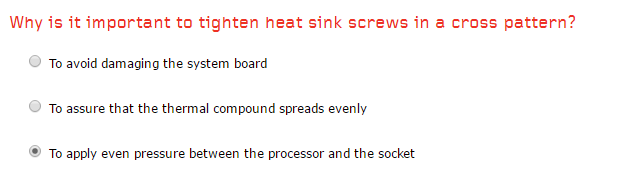 Why is it important to tighten heat sink screws in a cross pattern?
To avoid damaging the system board
To assure that the thermal compound spreads evenly
To apply even pressure between the processor and the socket